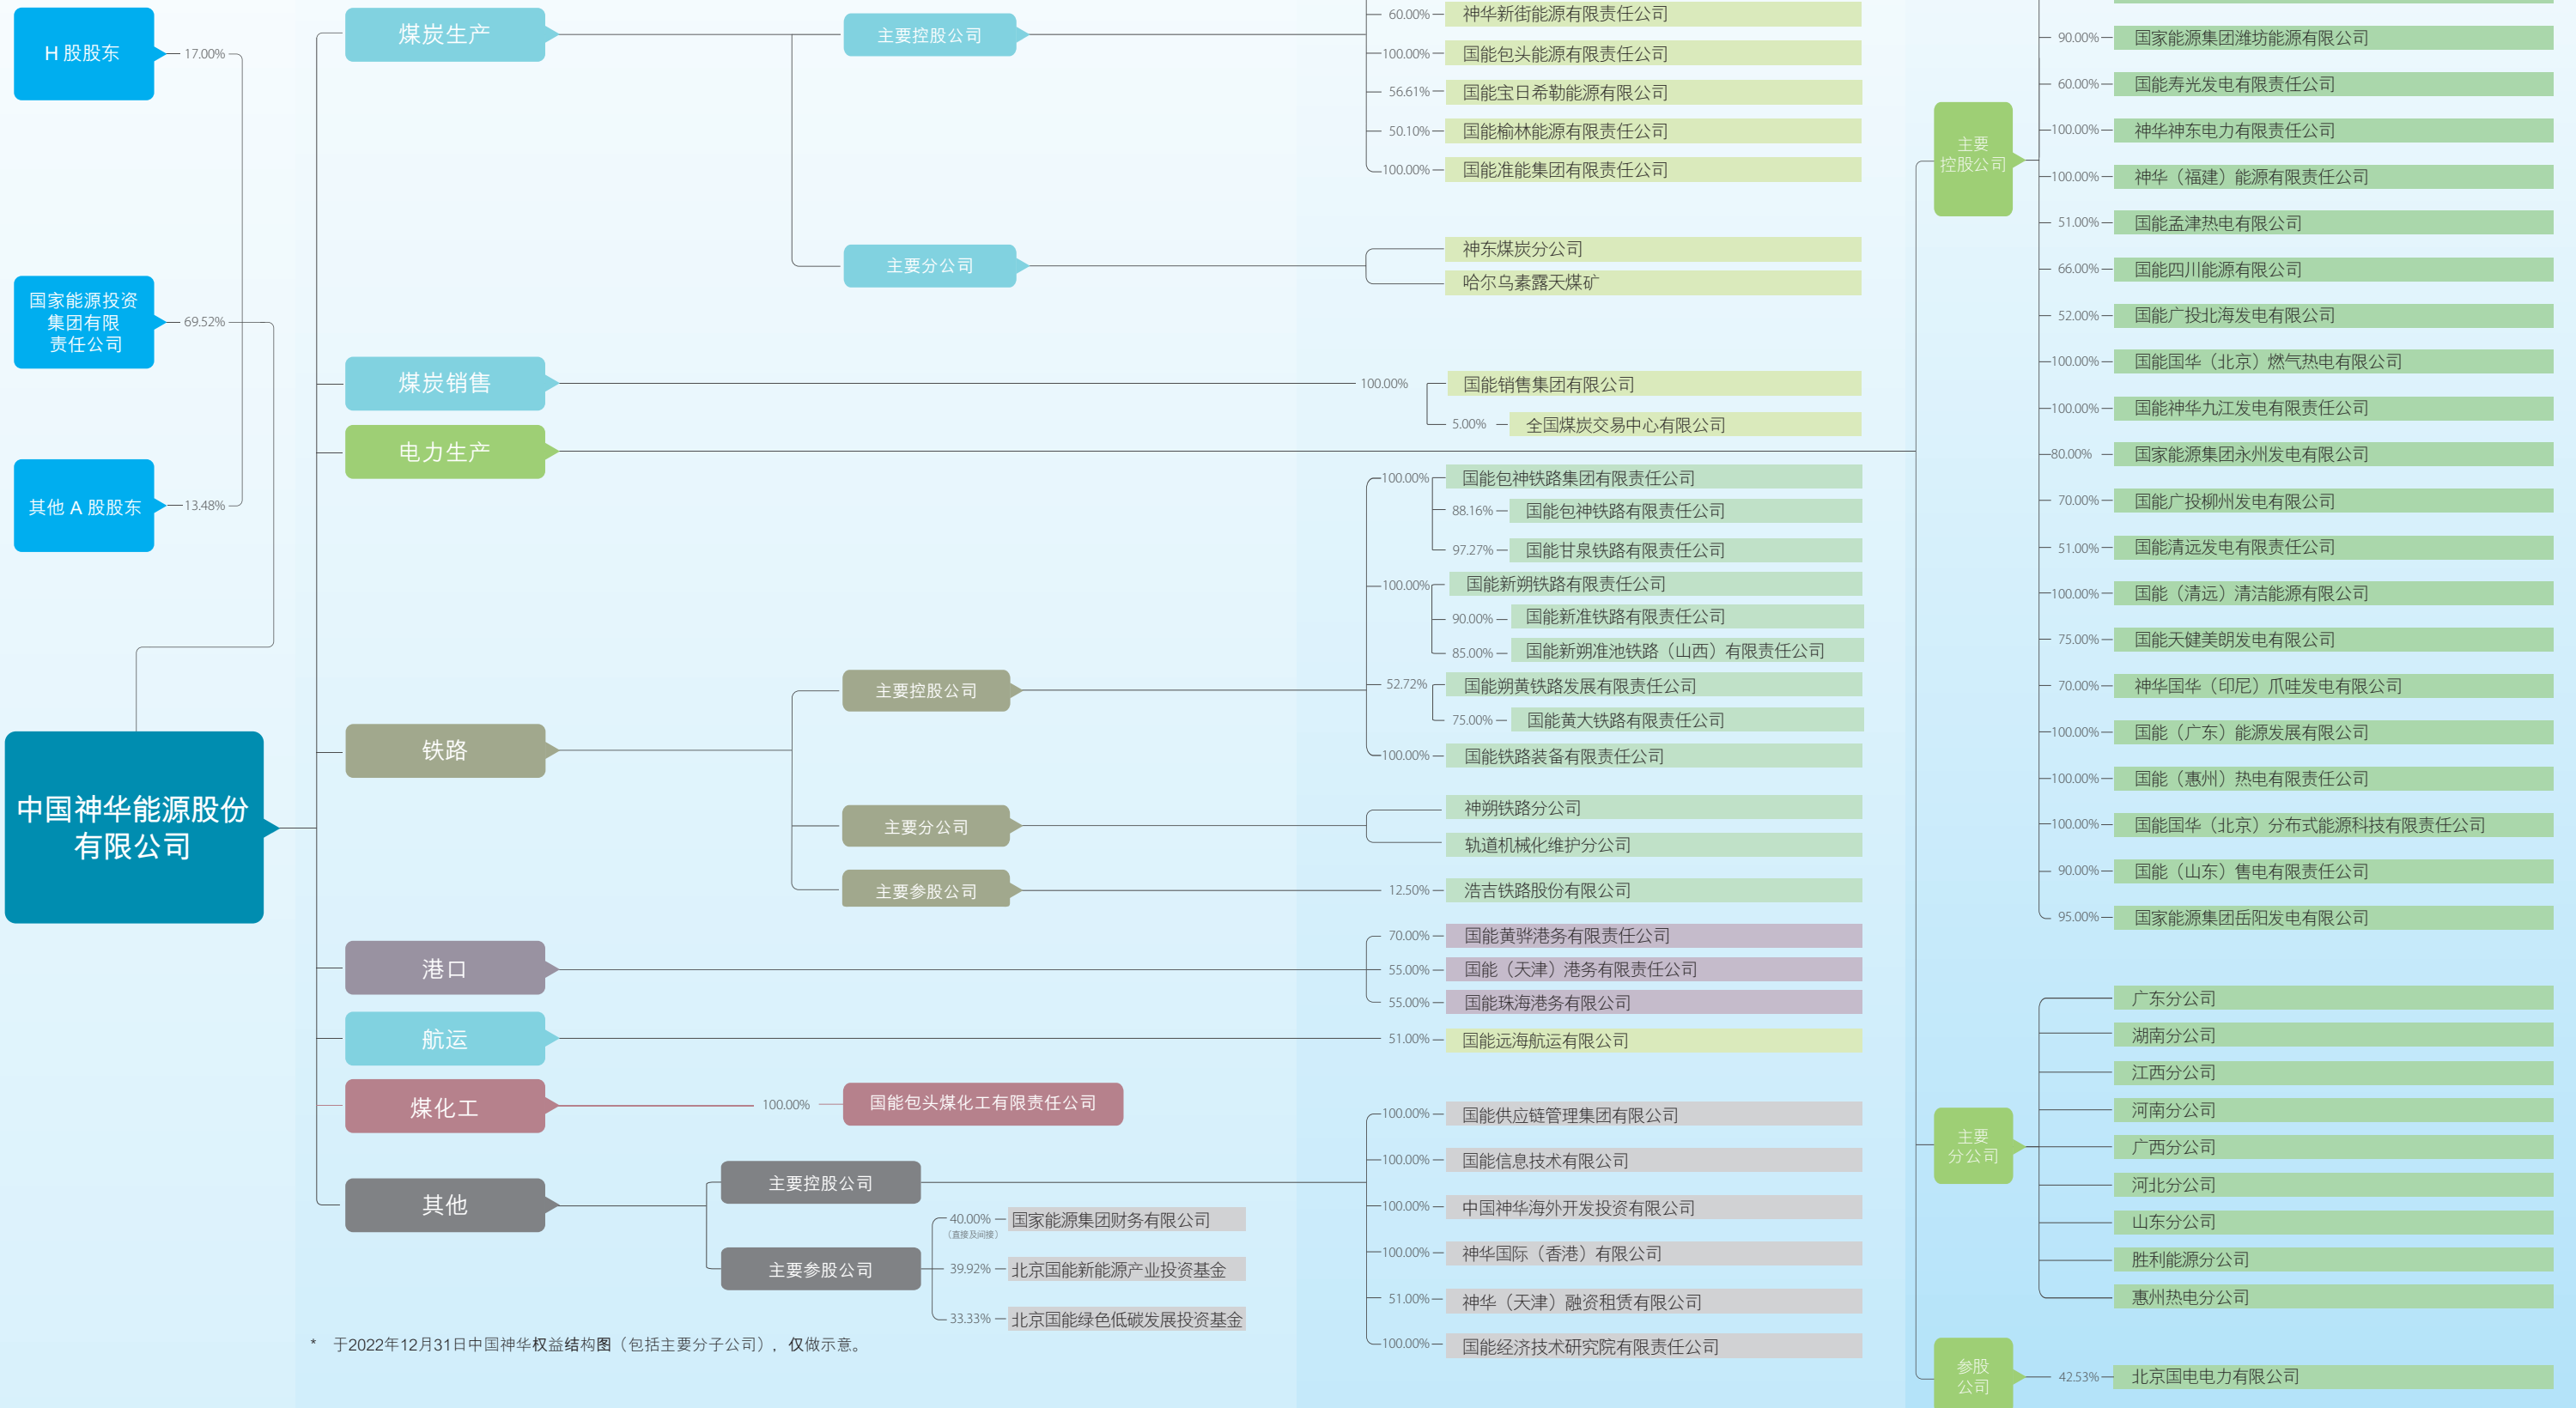 H 股股东
17.00%
国家能源投资
集团有限
责任公司
69.52%
其他 A 股股东
13.48%
中国神华能源股份
有限公司
煤炭生产
主要控股公司
60.00%
神华新街能源有限责任公司
100.00%
国能包头能源有限责任公司
56.61%
国能宝日希勒能源有限公司
50.10%
国能榆林能源有限责任公司
100.00%
国能准能集团有限责任公司
主要分公司
神东煤炭分公司
哈尔乌素露天煤矿
煤炭销售
100.00%
国能销售集团有限公司
5.00%
全国煤炭交易中心有限公司
电力生产
铁路
主要控股公司
100.00%
国能包神铁路集团有限责任公司
88.16%
国能包神铁路有限责任公司
97.27%
国能甘泉铁路有限责任公司
100.00%
国能新朔铁路有限责任公司
90.00%
国能新准铁路有限责任公司
85.00%
国能新朔准池铁路（山西）有限责任公司
52.72%
国能朔黄铁路发展有限责任公司
75.00%
国能黄大铁路有限责任公司
100.00%
国能铁路装备有限责任公司
主要分公司
神朔铁路分公司
轨道机械化维护分公司
主要参股公司
12.50%
浩吉铁路股份有限公司
港口
70.00%
国能黄骅港务有限责任公司
55.00%
国能（天津）港务有限责任公司
55.00%
国能珠海港务有限公司
航运
51.00%
国能远海航运有限公司
煤化工
100.00%
国能包头煤化工有限责任公司
其他
主要控股公司
100.00%
国能供应链管理集团有限公司
100.00%
国能信息技术有限公司
100.00%
中国神华海外开发投资有限公司
100.00%
神华国际（香港）有限公司
51.00%
神华（天津）融资租赁有限公司
100.00%
国能经济技术研究院有限责任公司
主要参股公司
40.00%
（直接及间接）
国家能源集团财务有限公司
39.92%
北京国能新能源产业投资基金
33.33%
北京国能绿色低碳发展投资基金
主要
控股公司
90.00%
国家能源集团潍坊能源有限公司
60.00%
国能寿光发电有限责任公司
100.00%
神华神东电力有限责任公司
100.00%
神华（福建）能源有限责任公司
51.00%
国能孟津热电有限公司
66.00%
国能四川能源有限公司
52.00%
国能广投北海发电有限公司
100.00%
国能国华（北京）燃气热电有限公司
100.00%
国能神华九江发电有限责任公司
80.00%
国家能源集团永州发电有限公司
70.00%
国能广投柳州发电有限公司
51.00%
国能清远发电有限责任公司
100.00%
国能（清远）清洁能源有限公司
75.00%
国能天健美朗发电有限公司
70.00%
神华国华（印尼）爪哇发电有限公司
100.00%
国能（广东）能源发展有限公司
100.00%
国能（惠州）热电有限责任公司
100.00%
国能国华（北京）分布式能源科技有限责任公司
90.00%
国能（山东）售电有限责任公司
95.00%
国家能源集团岳阳发电有限公司
主要
分公司
广东分公司
湖南分公司
江西分公司
河南分公司
广西分公司
河北分公司
山东分公司
胜利能源分公司
惠州热电分公司
参股
公司
42.53%
北京国电电力有限公司
* 于2022年12月31日中国神华权益结构图（包括主要分子公司），仅做示意。